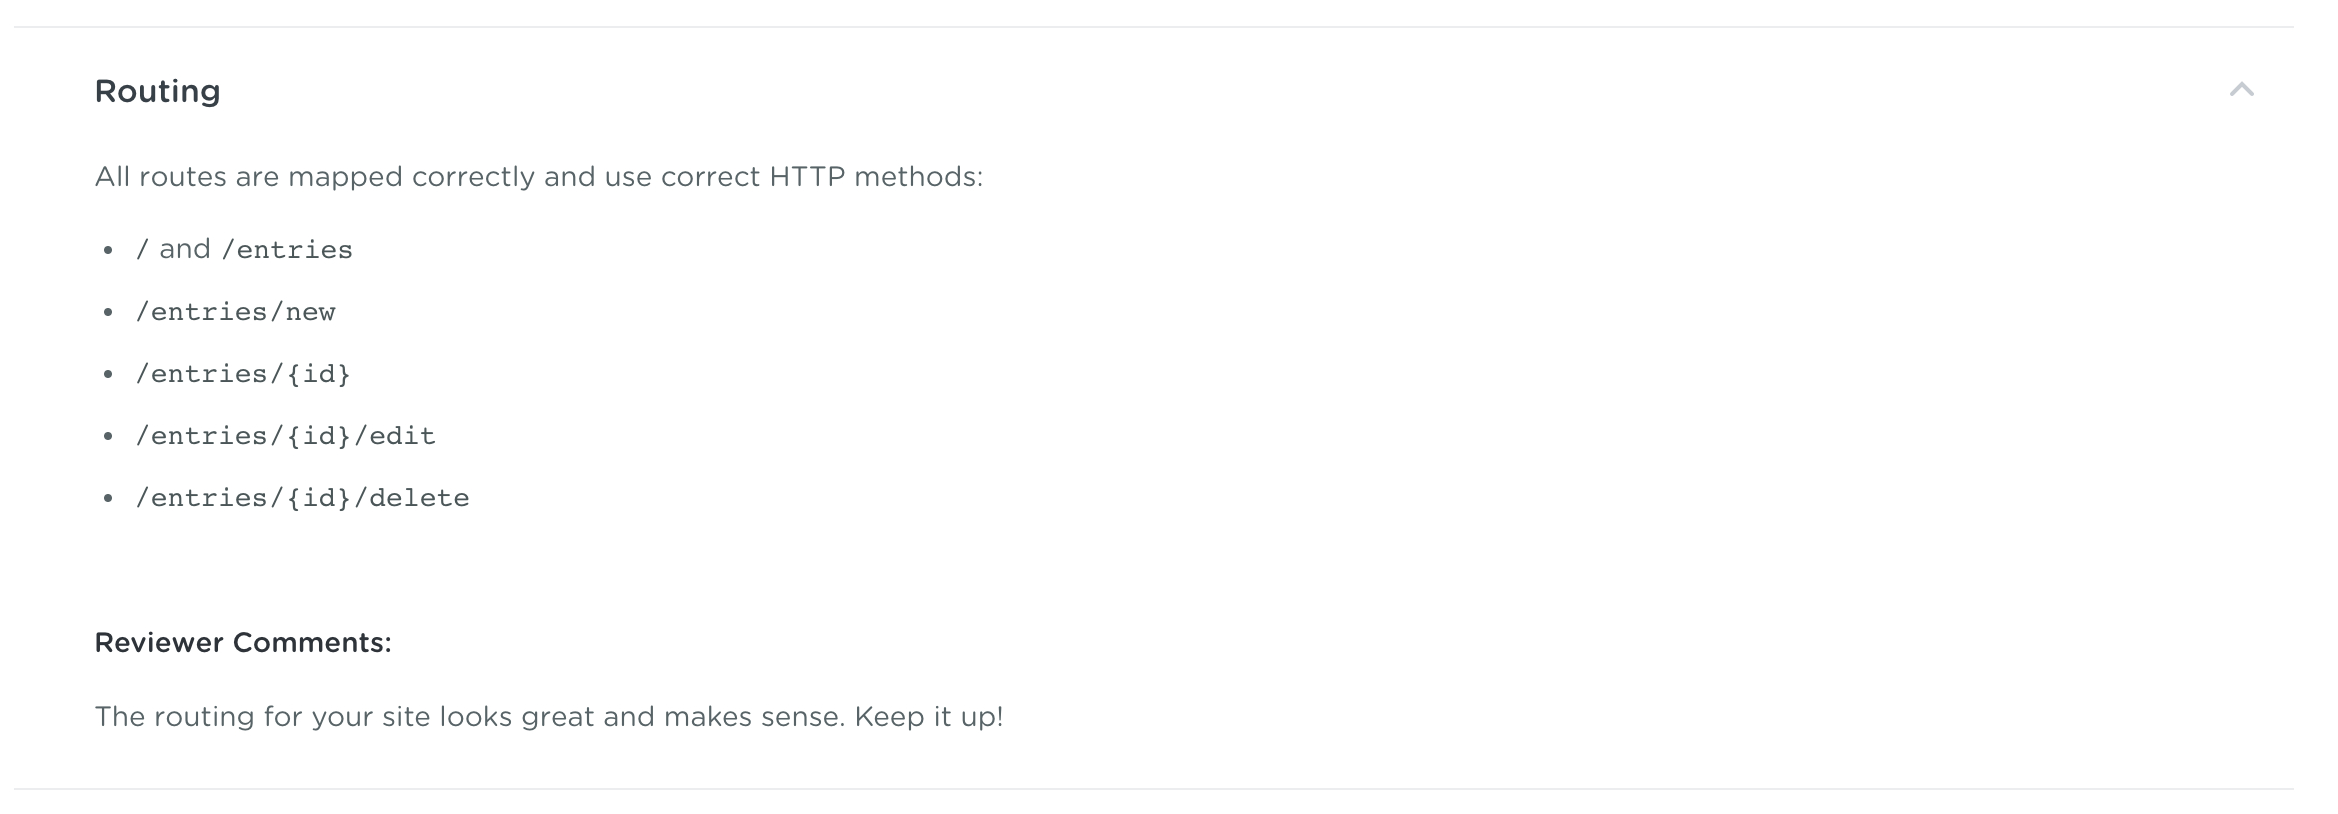 Routing
All routes are mapped correctly and use correct HTTP methods:
• / and /entries
• /entries/new
• /entries/{id}
• /entries/{id}/edit
• /entries/{id}/delete
Reviewer Comments:
The routing for your site looks great and makes sense. Keep it up!